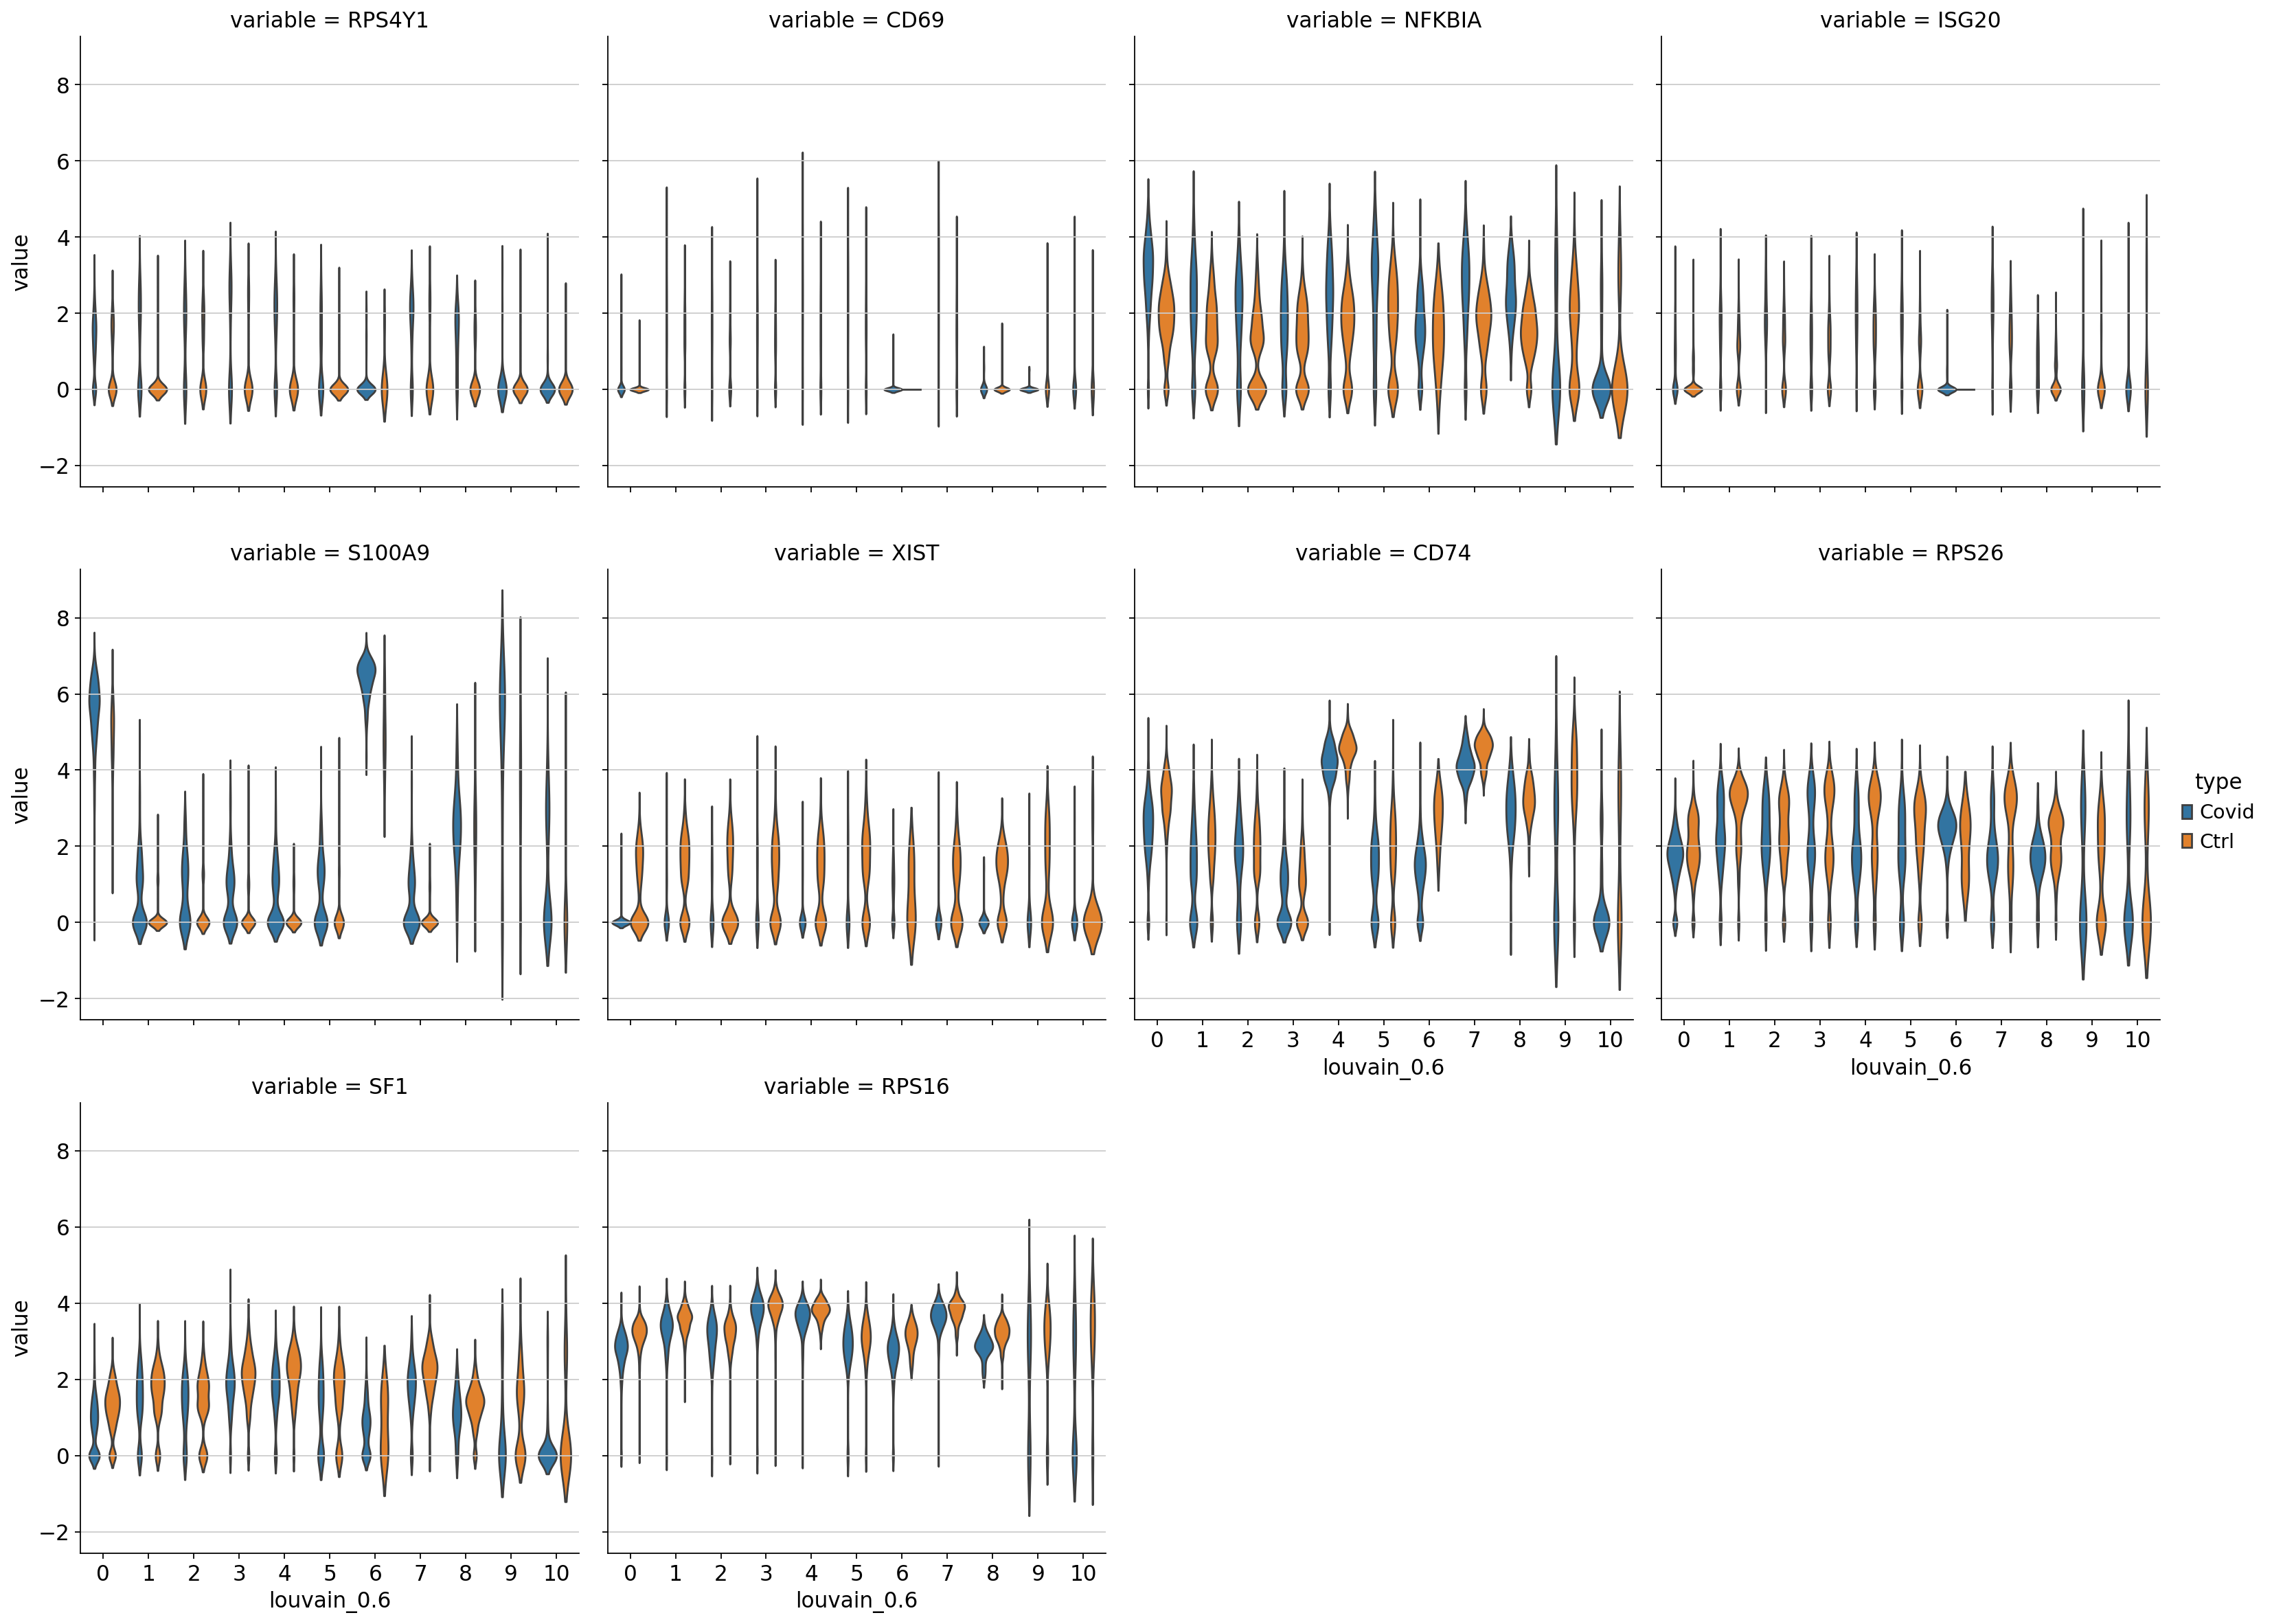 variable = RPS4Y1
variable = CD69
variable = NFKBIA
variable = ISG20
value
8
6
4
2
0
−2
variable = S100A9
variable = XIST
variable = CD74
variable = RPS26
value
8
6
4
2
0
−2
0 1 2 3 4 5 6 7 8 9 10
louvain_0.6
0 1 2 3 4 5 6 7 8 9 10
louvain_0.6
type
Covid
Ctrl
variable = SF1
variable = RPS16
value
8
6
4
2
0
−2
0 1 2 3 4 5 6 7 8 9 10
louvain_0.6
0 1 2 3 4 5 6 7 8 9 10
louvain_0.6